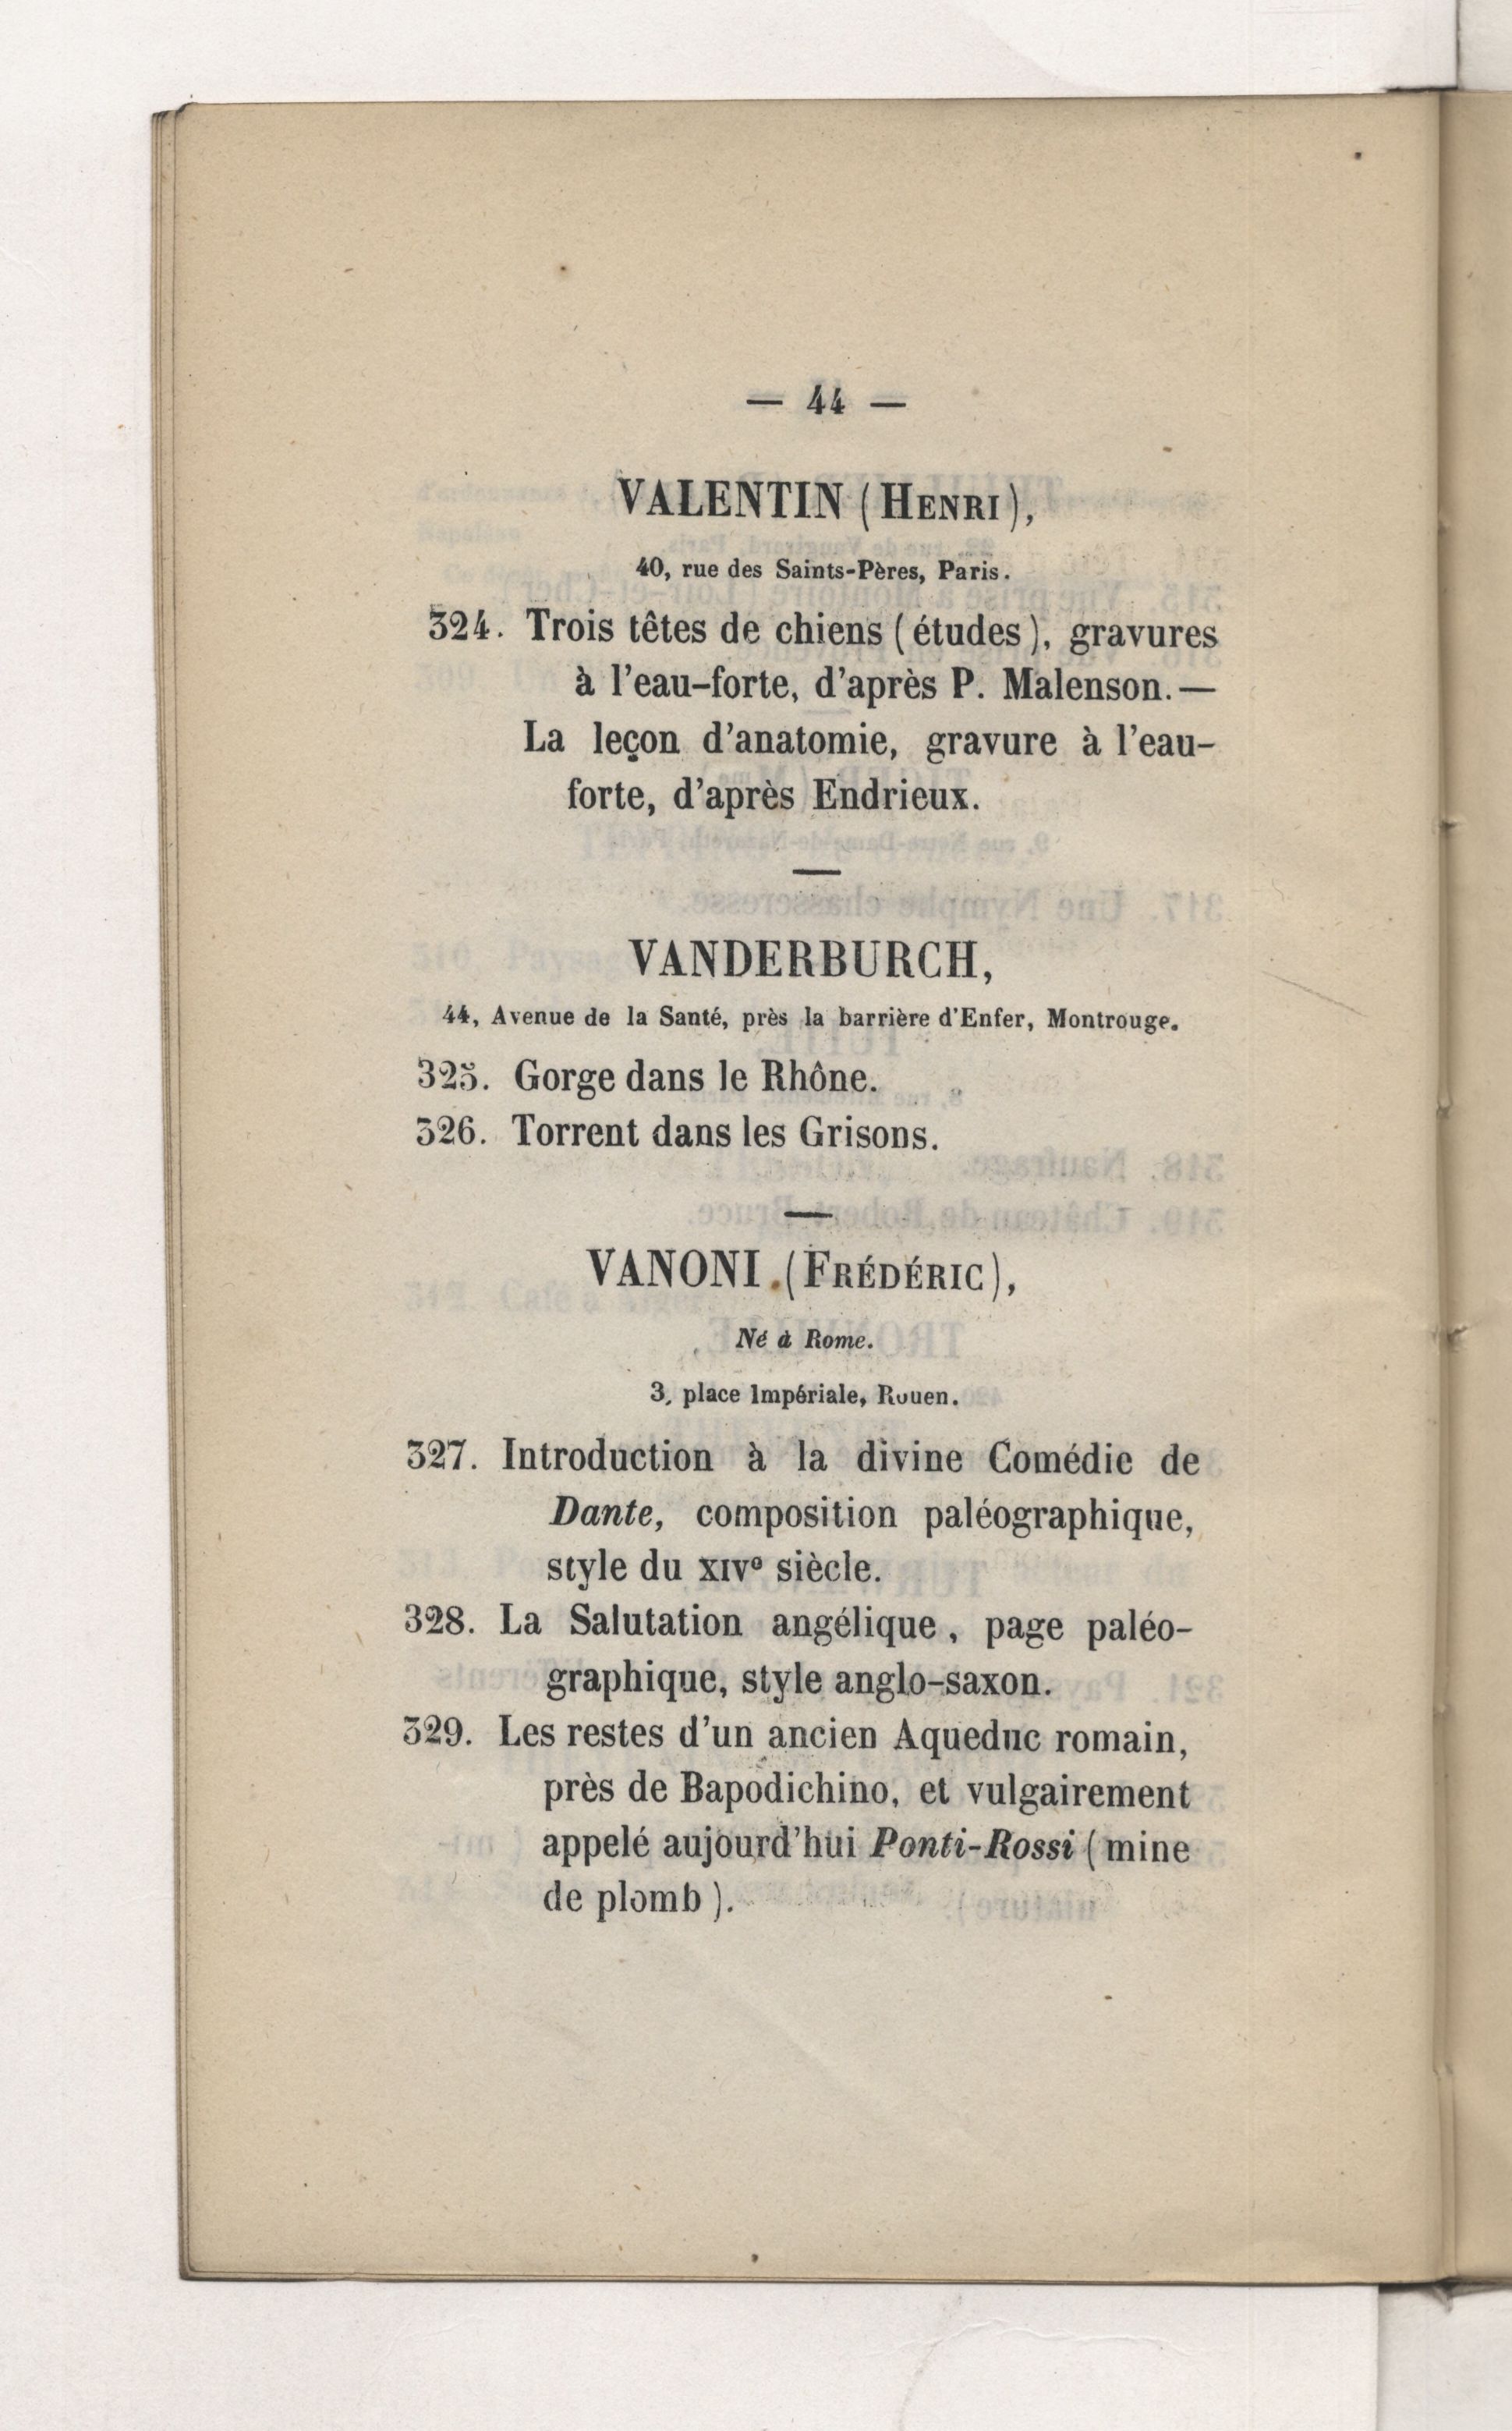 — 44 —
VALENTIN (HENRI),
40, rue des Saints-Pères, Paris.
324. Trois têtes de chiens (études), gravures
à l'eau-forte, d'après P. Malenson. —
La leçon d'anatomie, gravure à l'eau-
forte, d'après Endrieux.
VANDERBURCH,
44, Avenue de la Santé, près la barrière d'Enfer, Montrouge.
325. Gorge dans le Rhône.
326. Torrent dans les Grisons.
VANONI (FRÉDÉRIC),
Né à Rome.
3, place Impériale, Rouen.
327. Introduction à la divine Comédie de
Dante, composition paléographique,
style du XIVe siècle.
328. La Salutation angélique, page paléo-
graphique, style anglo-saxon.
329. Les restes d'un ancien Aqueduc romain,
près de Bapodichino, et vulgairement
appelé aujourd'hui Ponti-Rossi (mine
de plomb).